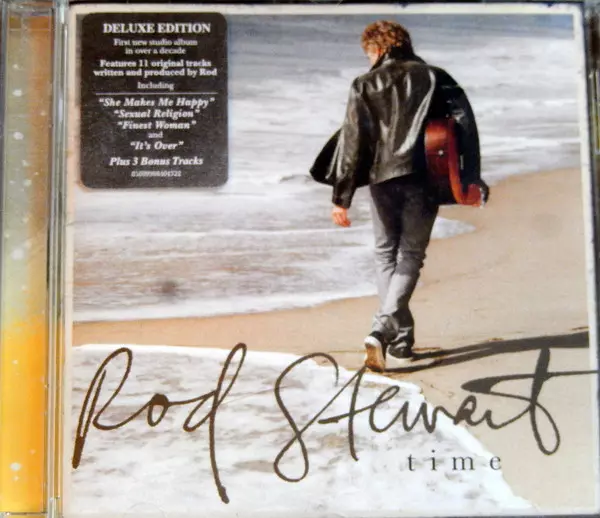 DELUXE EDITION
First new studio album
in over a decade
Features 11 original tracks
written and produced by Rod
Including
“She Makes Me Happy”
“Sexual Religion”
“Finest Woman”
and
“It's Over”
Plus 3 Bonus Tracks
Rod Stewart
time